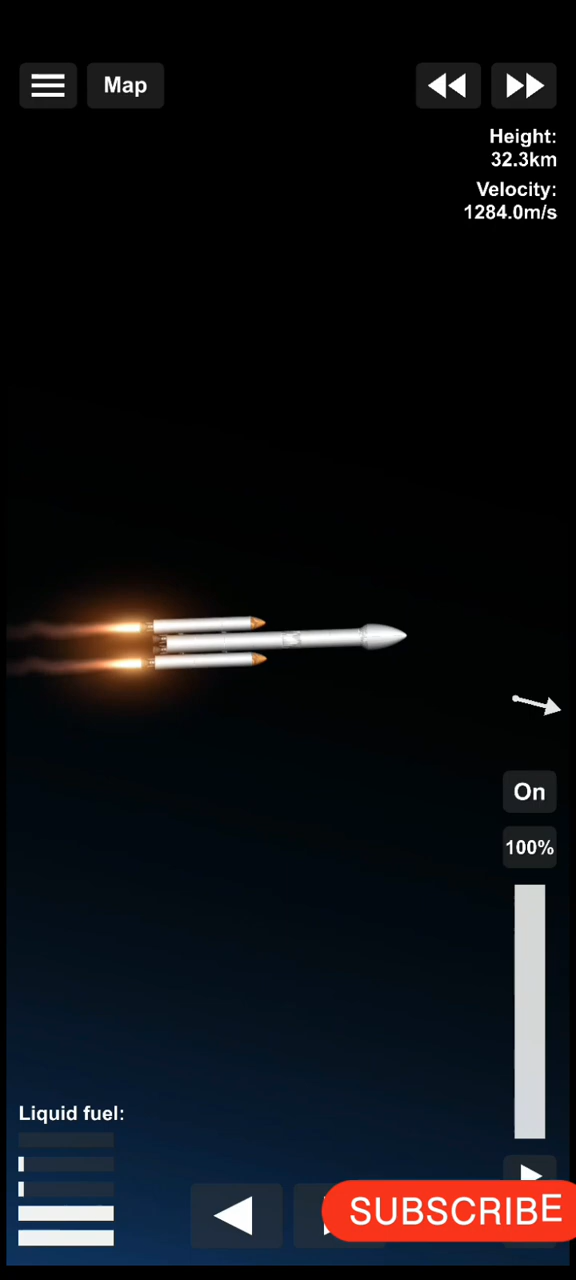 Map
Height:
32.3km
Velocity:
1284.0m/s
On
100%
Liquid fuel:
SUBSCRIBE